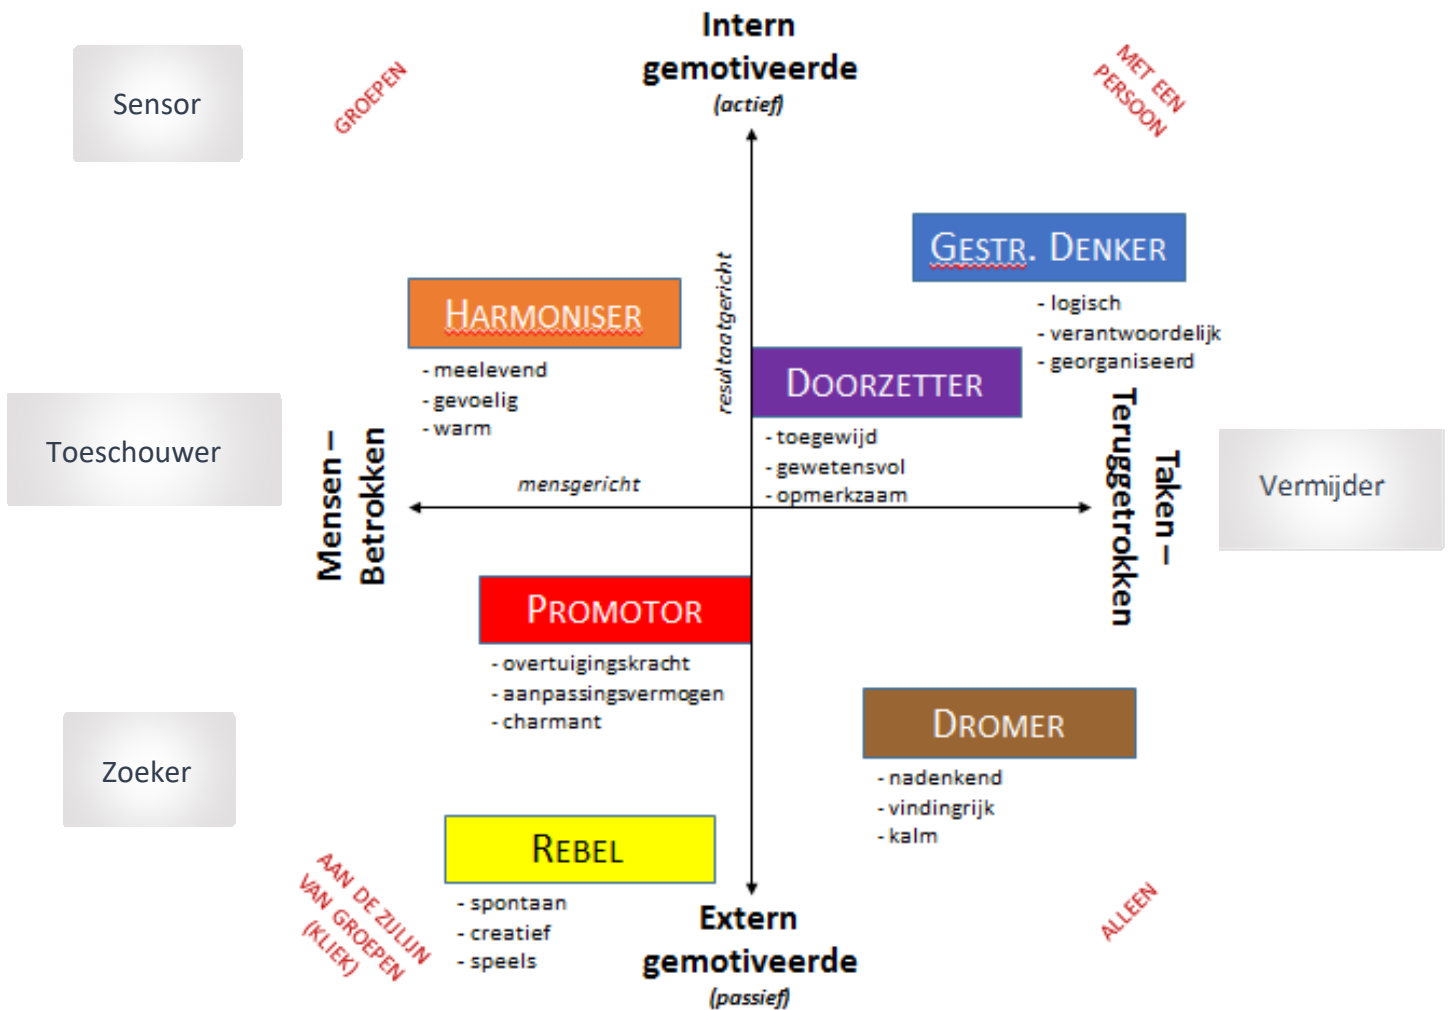 Intern
gemotiveerde
(actief)
Sensor
GROEPEN
MET EEN
PERSOON
GESTR. DENKER
- logisch
- verantwoordelijk
- georganiseerd
HARMONISER
- meelevend
- gevoelig
- warm
resultaatgericht
DOORZETTER
- toegewijd
- gewetensvol
- opmerkzaam
Toeschouwer
Mensen –
Betrokken
mensgericht
Taken –
Teruggetrokken
Vermijder
PROMOTOR
- overtuigingskracht
- aanpassingsvermogen
- charmant
DROMER
- nadenkend
- vindingrijk
- kalm
Zoeker
REBEL
- spontaan
- creatief
- speels
AAN DE ZIJLIJN
VAN GROEPEN
(KLIEK)
ALLEEN
Extern
gemotiveerde
(passief)